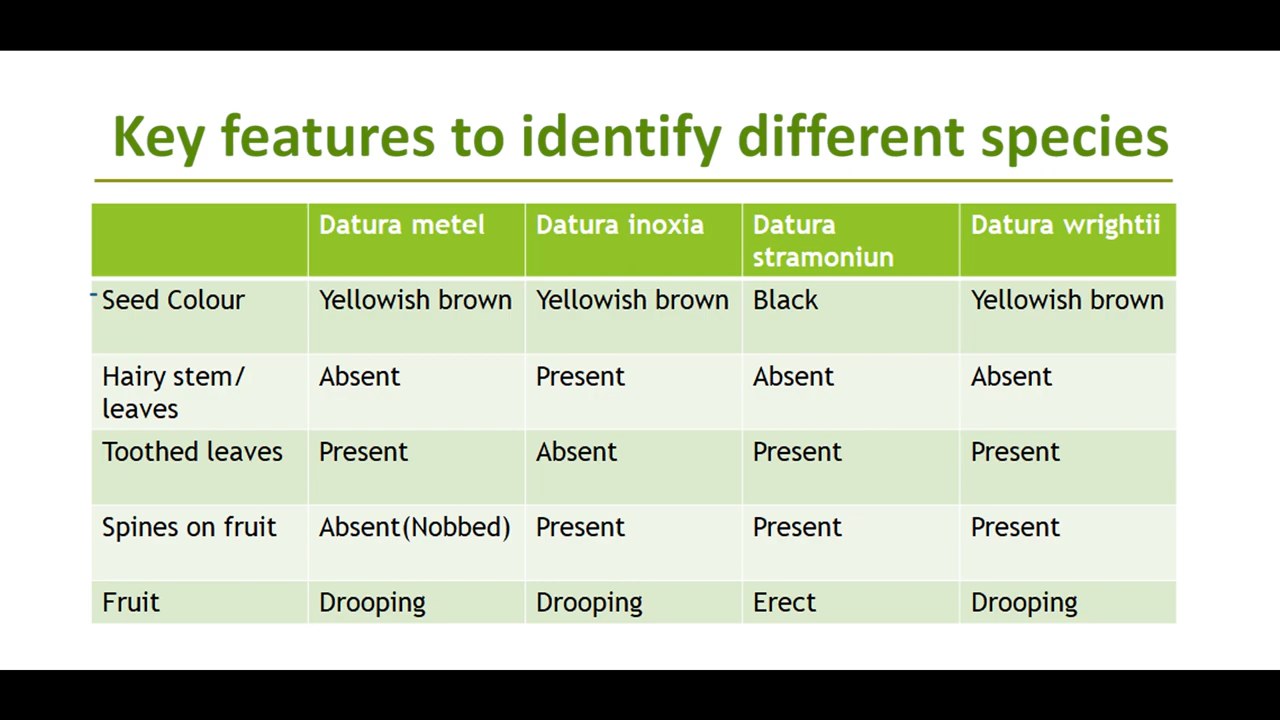 Key features to identify different species
Datura metel Datura inoxia Datura stramoniun Datura wrightii
Seed Colour Yellowish brown Yellowish brown Black Yellowish brown
Hairy stem/ leaves Absent Present Absent Absent
Toothed leaves Present Absent Present Present
Spines on fruit Absent(Nobbed) Present Present Present
Fruit Drooping Drooping Erect Drooping